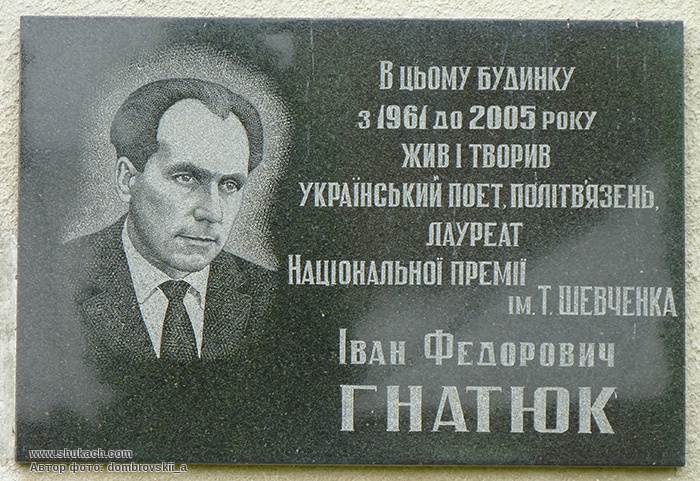 В цьому будинку
з 1961 до 2005 року
жив і творив
український поет, політв'язень,
лауреат
Національної премії
ім. Т. Шевченка
Іван Федорович
ГНАТЮК
www.shukach.com
Автор фото: dombrovskii_a